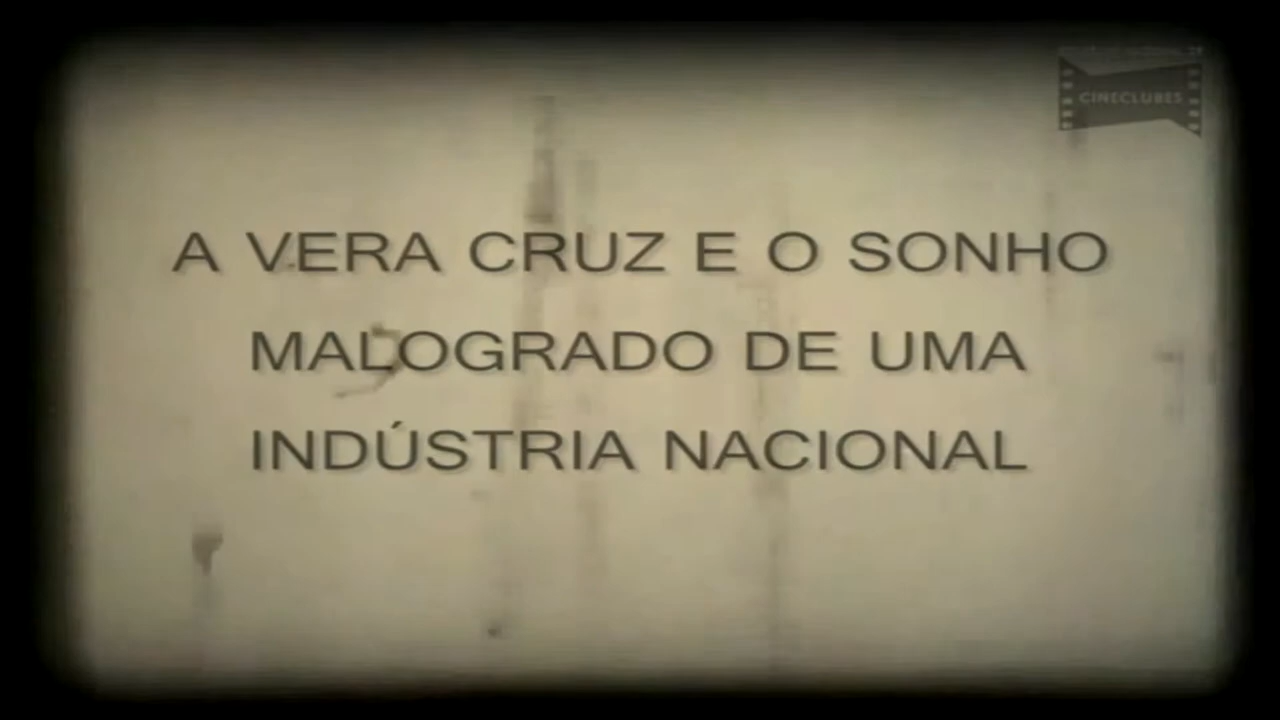 CINECLUBES
A VERA CRUZ E O SONHO
MALOGRADO DE UMA
INDÚSTRIA NACIONAL